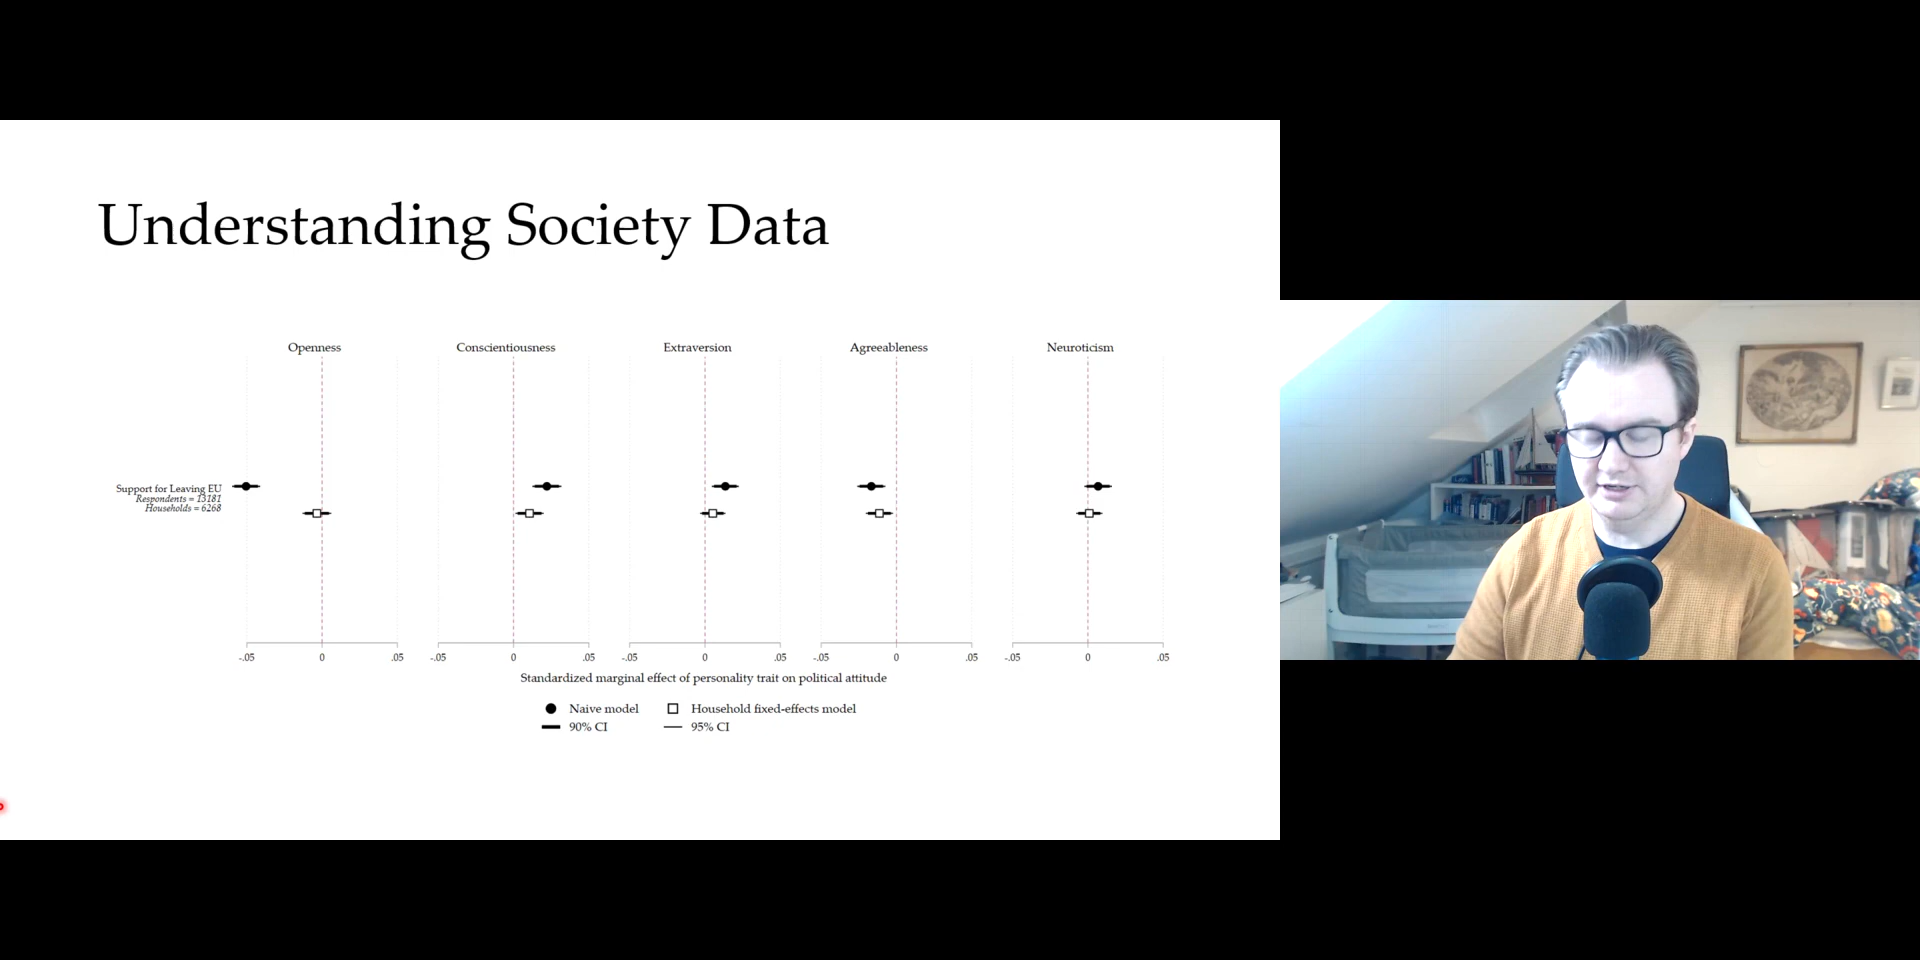 Understanding Society Data
Openness
Conscientiousness
Extraversion
Agreeableness
Neuroticism
Support for Leaving EU
Respondents = 13181
Households = 6268
-.05 0 .05
-.05 0 .05
-.05 0 .05
-.05 0 .05
-.05 0 .05
Standardized marginal effect of personality trait on political attitude
Naive model
Household fixed-effects model
90% CI
95% CI